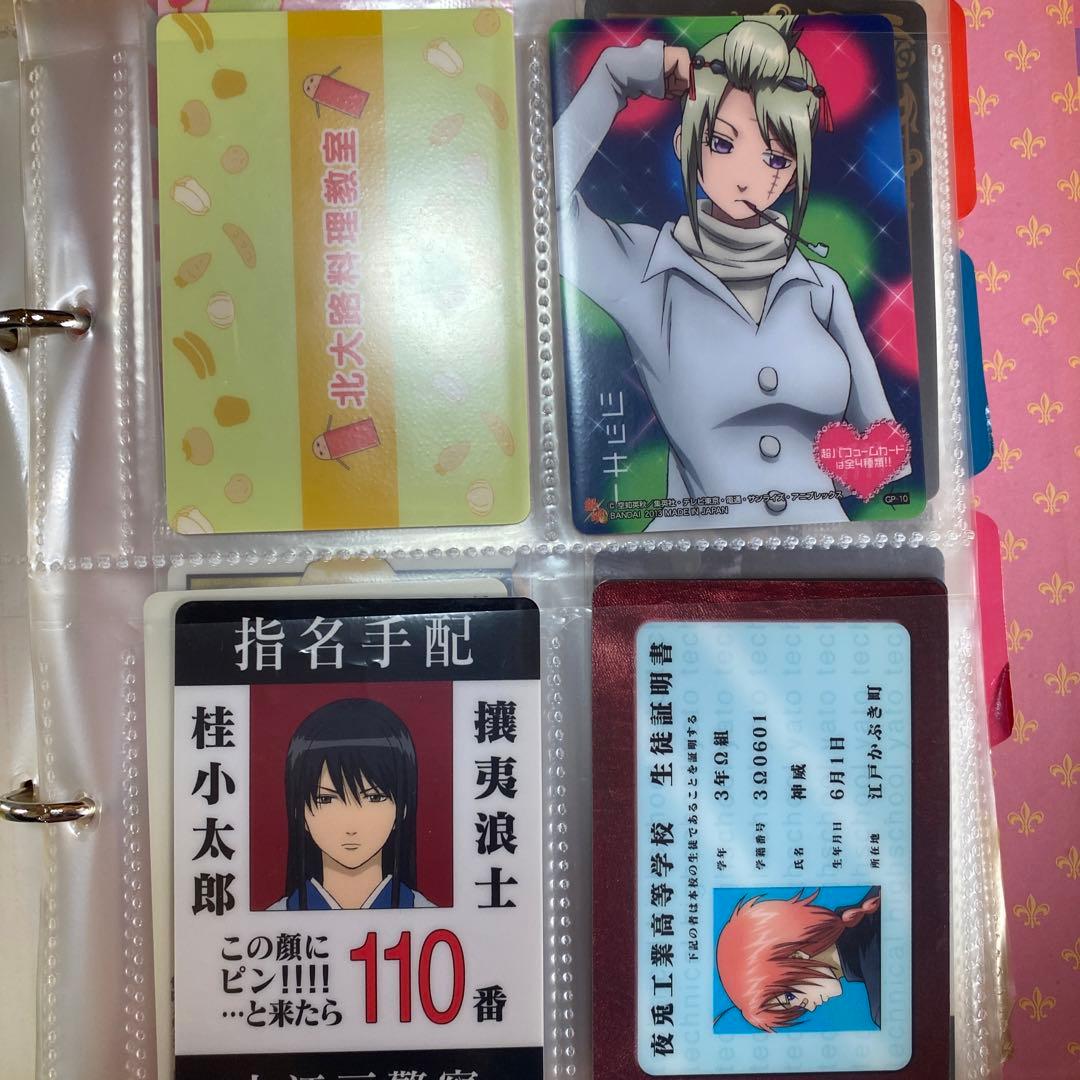 北大路料理教室
超パフュームカード
は全4種類!!
GP-10
© 空知英秋/集英社・テレビ東京・電通・サンライズ・アニプレックス
BANDAI 2013 MADE IN JAPAN
指名手配
攘夷浪士
桂小太郎
この顔に
ピン!!!!
…と来たら
110番
夜兎工業高等学校 生徒証明書
下記の者は本校の生徒であることを証明する
学年 3年Ω組
学籍番号 3Ω0601
氏名 神威
生年月日 6月1日
所在地 江戸かぶき町